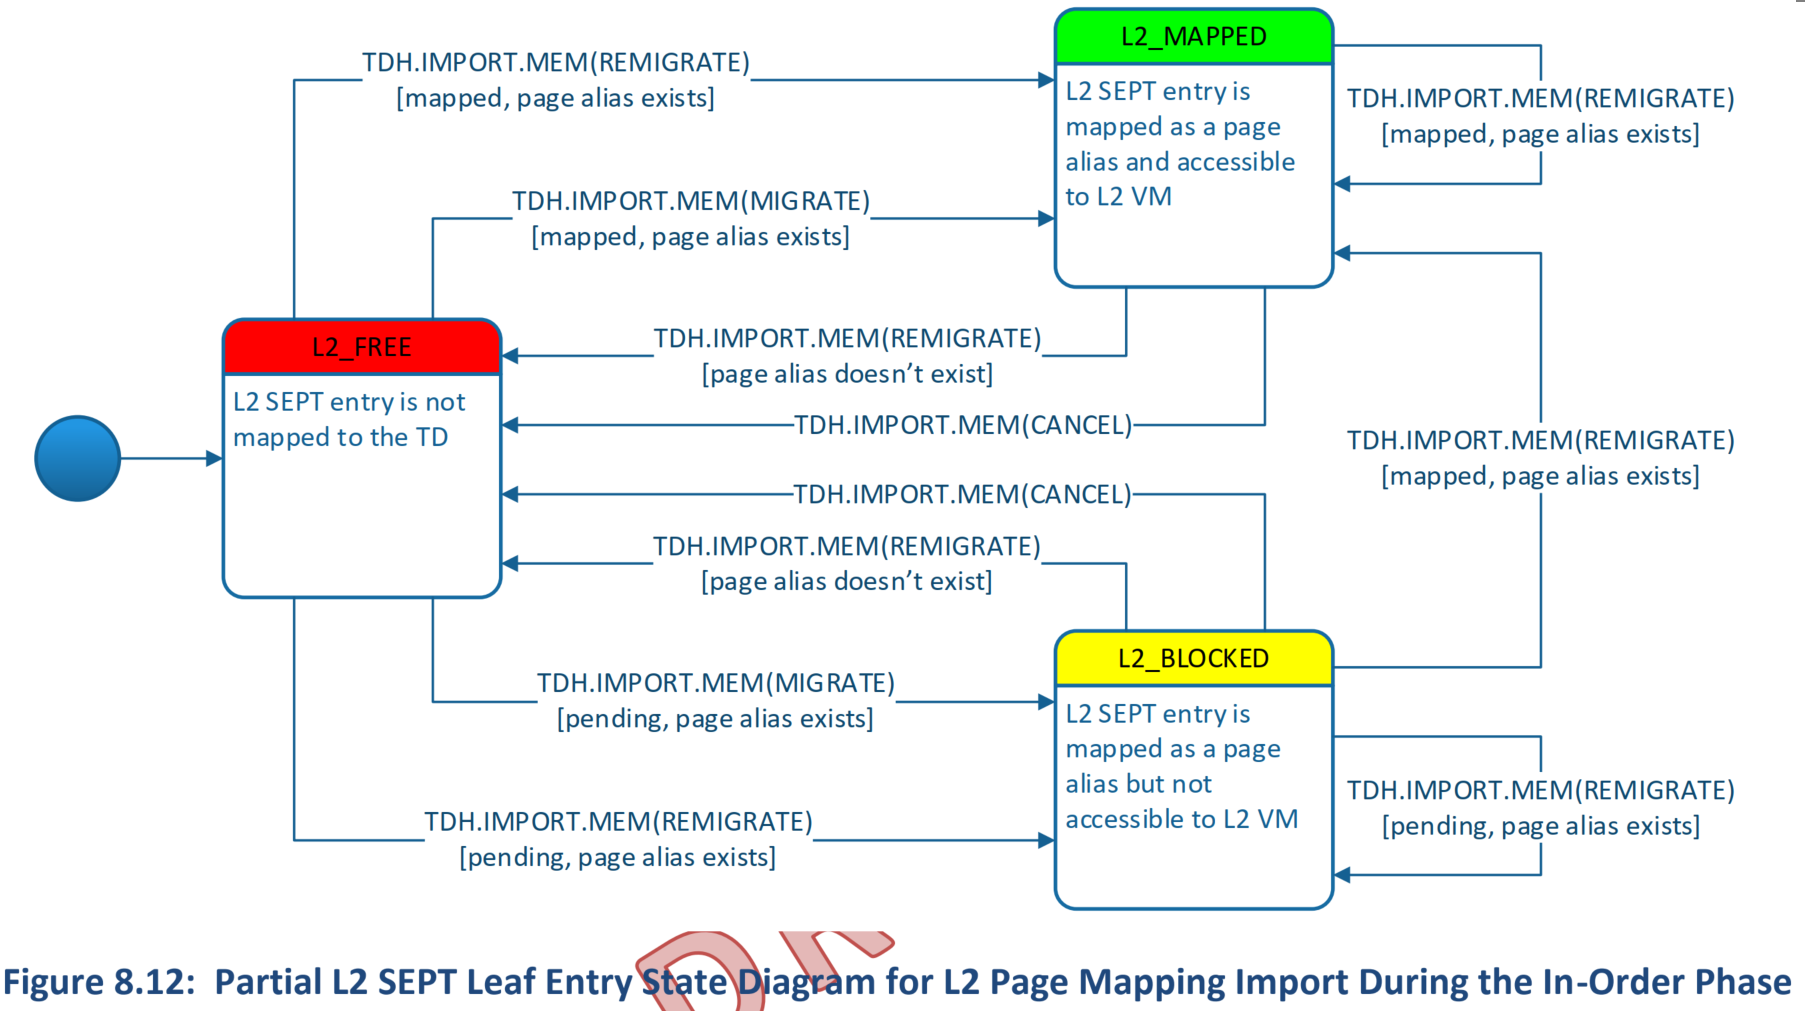 L2_MAPPED
L2 SEPT entry is
mapped as a page
alias and accessible
to L2 VM
TDH.IMPORT.MEM(REMIGRATE)
[mapped, page alias exists]
TDH.IMPORT.MEM(REMIGRATE)
[mapped, page alias exists]
TDH.IMPORT.MEM(MIGRATE)
[mapped, page alias exists]
L2_FREE
L2 SEPT entry is not
mapped to the TD
TDH.IMPORT.MEM(REMIGRATE)
[page alias doesn't exist]
TDH.IMPORT.MEM(CANCEL)
TDH.IMPORT.MEM(REMIGRATE)
[mapped, page alias exists]
TDH.IMPORT.MEM(CANCEL)
TDH.IMPORT.MEM(REMIGRATE)
[page alias doesn't exist]
L2_BLOCKED
L2 SEPT entry is
mapped as a page
alias but not
accessible to L2 VM
TDH.IMPORT.MEM(MIGRATE)
[pending, page alias exists]
TDH.IMPORT.MEM(REMIGRATE)
[pending, page alias exists]
TDH.IMPORT.MEM(REMIGRATE)
[pending, page alias exists]
Figure 8.12: Partial L2 SEPT Leaf Entry State Diagram for L2 Page Mapping Import During the In-Order Phase